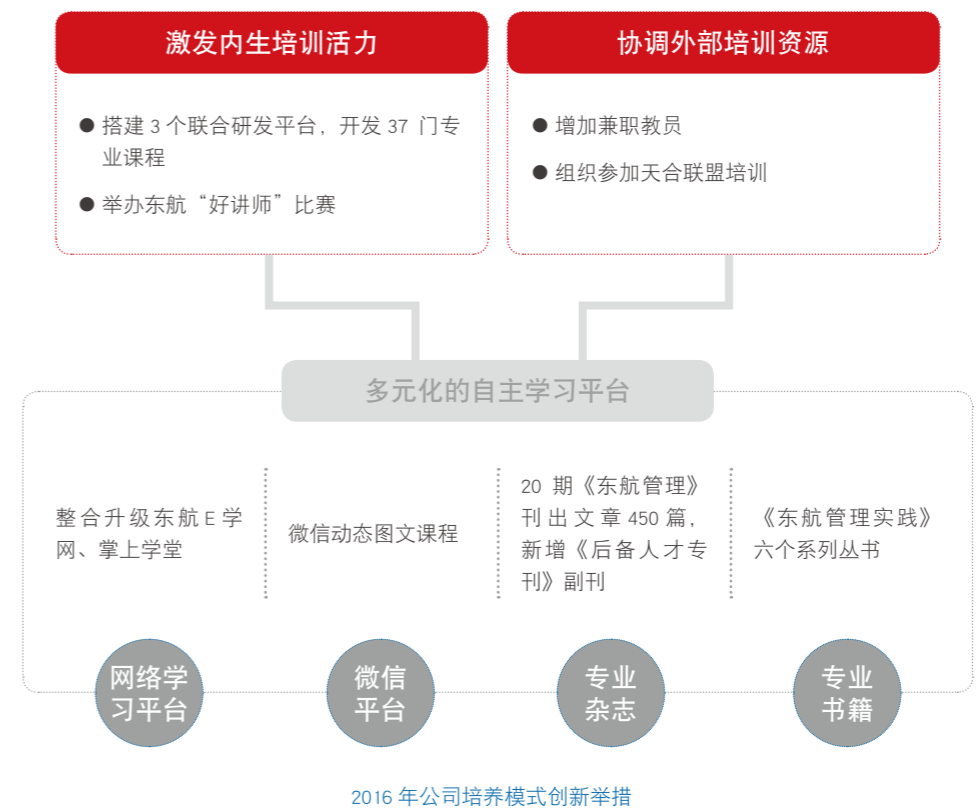 激发内生培训活力
● 搭建 3 个联合研发平台，开发 37 门专
业课程
● 举办东航“好讲师”比赛
协调外部培训资源
● 增加兼职教员
● 组织参加天合联盟培训
多元化的自主学习平台
整合升级东航 E 学
网、掌上学堂
微信动态图文课程
20 期《东航管理》
刊出文章 450 篇，
新增《后备人才专
刊》副刊
《东航管理实践》
六个系列丛书
网络学
习平台
微信
平台
专业
杂志
专业
书籍
2016 年公司培养模式创新举措